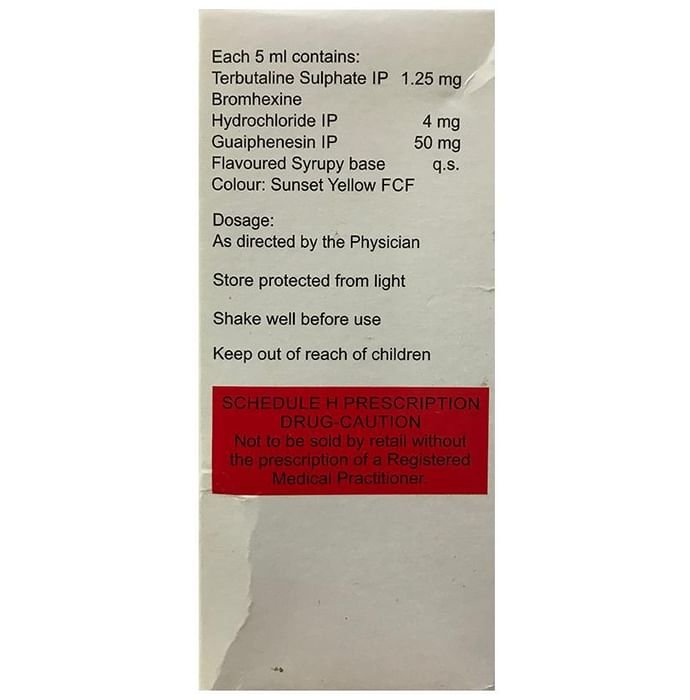 Each 5 ml contains:
Terbutaline Sulphate IP 1.25 mg
Bromhexine
Hydrochloride IP 4 mg
Guaiphenesin IP 50 mg
Flavoured Syrupy base q.s.
Colour: Sunset Yellow FCF
Dosage:
As directed by the Physician
Store protected from light
Shake well before use
Keep out of reach of children
SCHEDULE H PRESCRIPTION
DRUG-CAUTION
Not to be sold by retail without
the prescription of a Registered
Medical Practitioner.